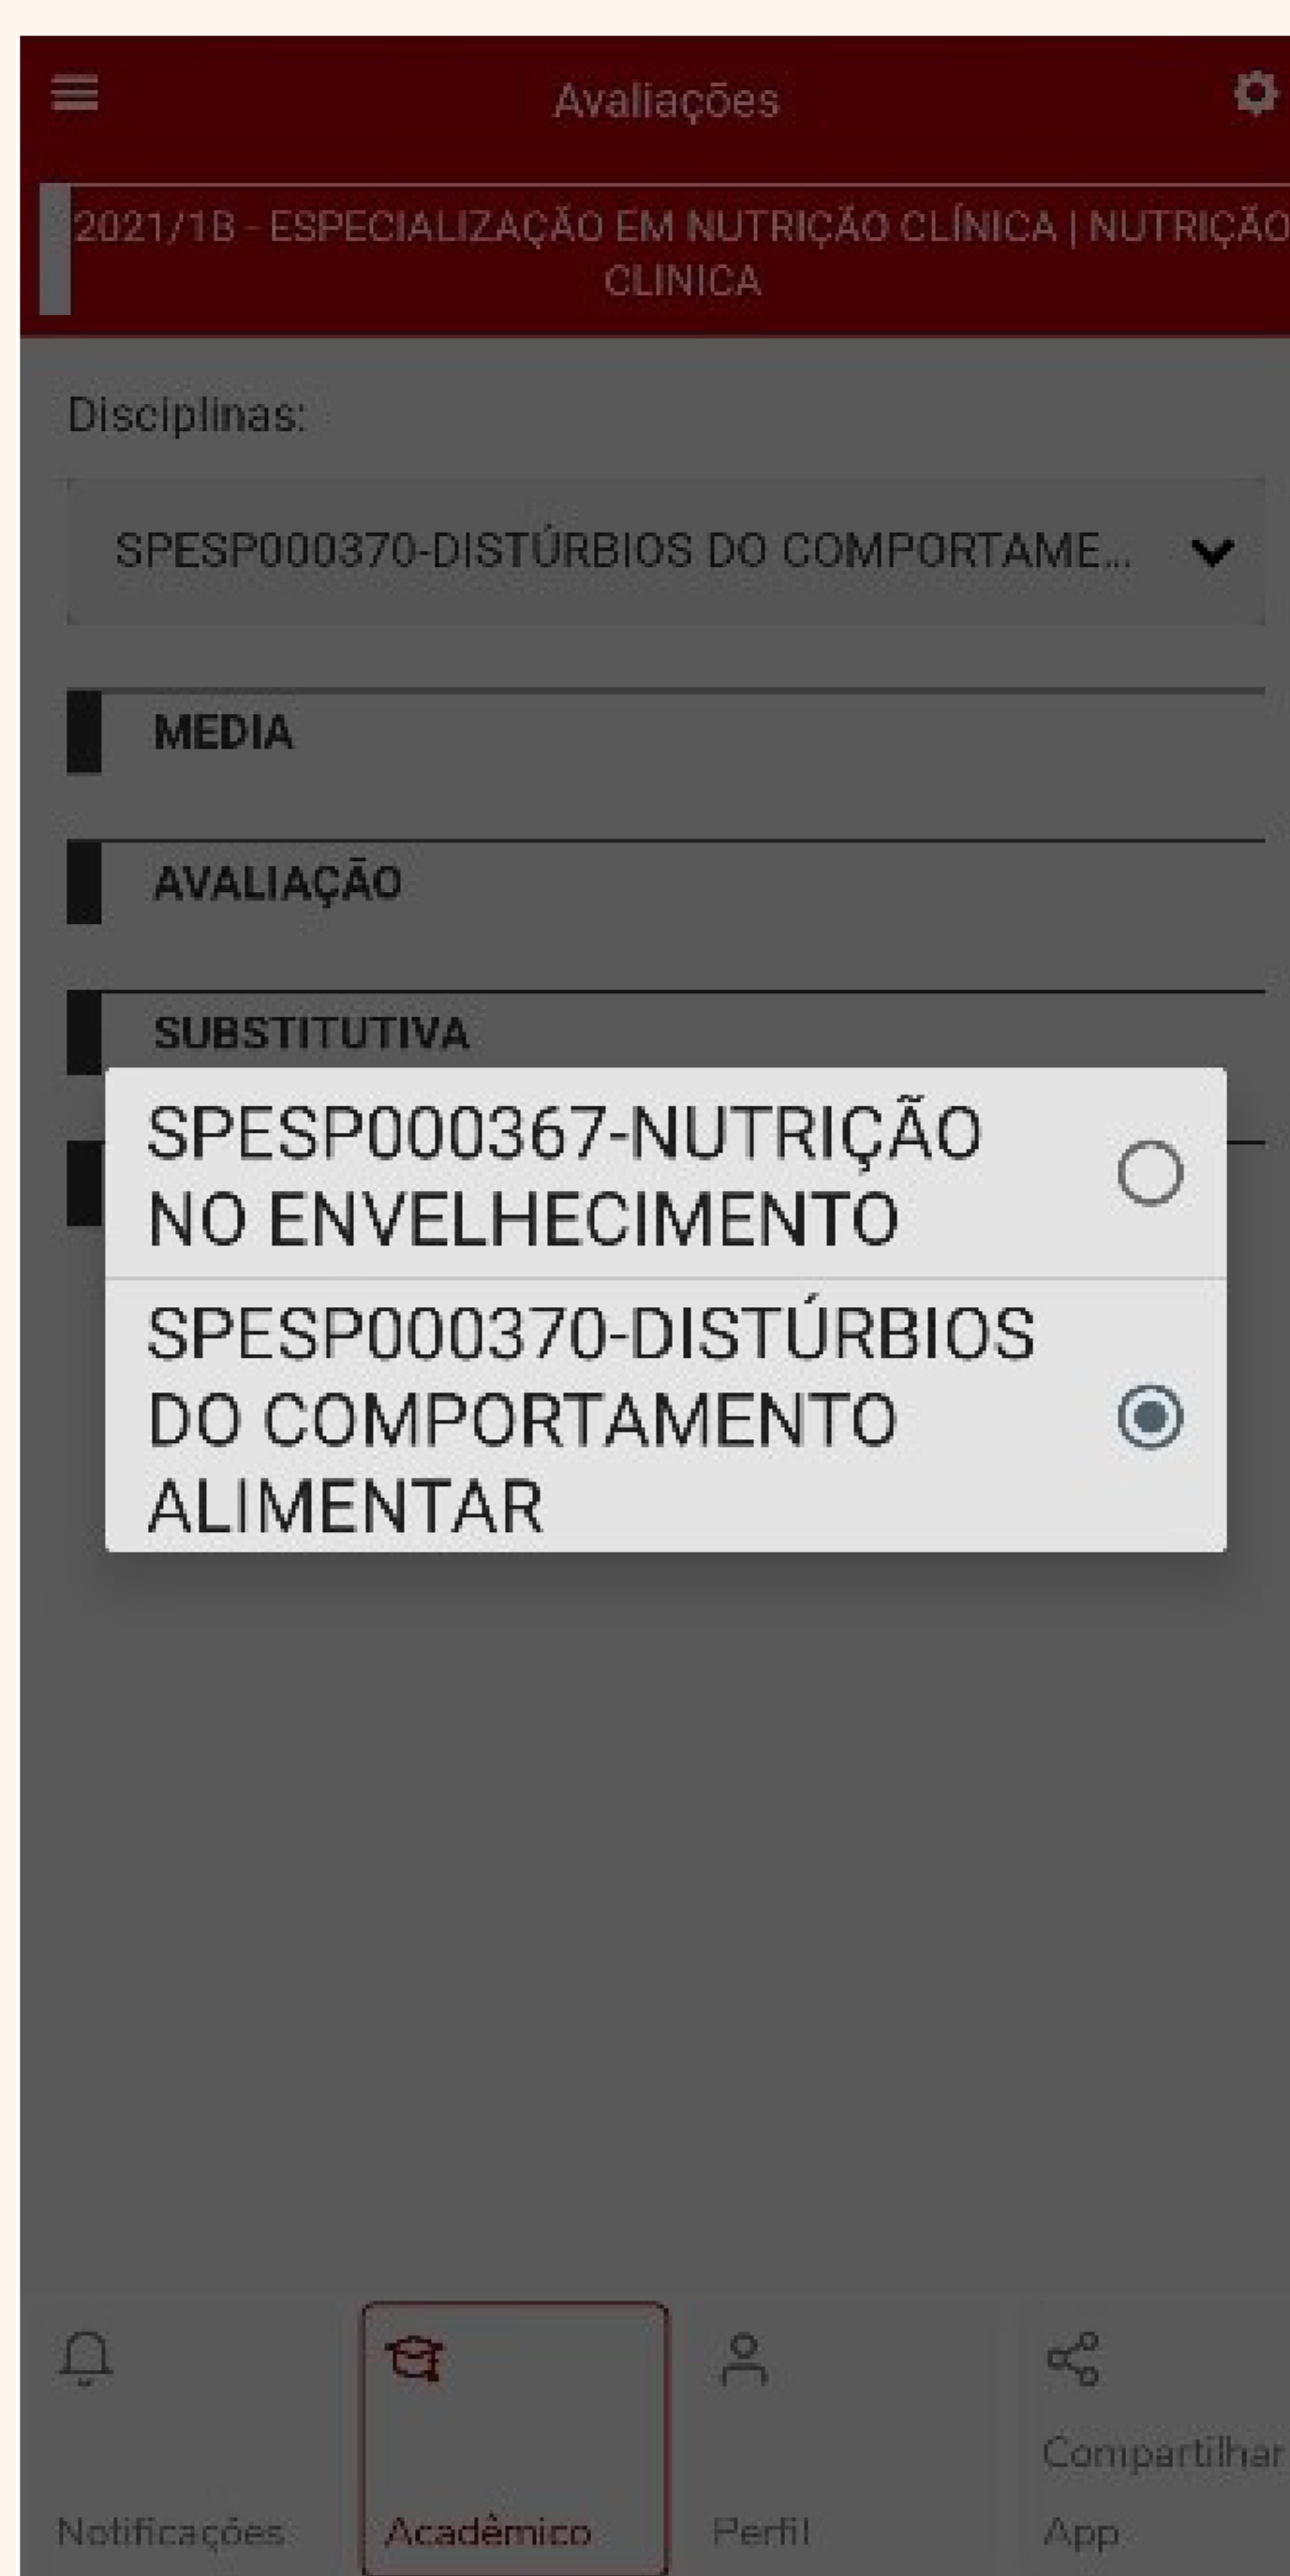 Avaliações
2021/1B - ESPECIALIZAÇÃO EM NUTRIÇÃO CLÍNICA | NUTRIÇÃO
CLINICA
Disciplinas:
SPESP000370-DISTÚRBIOS DO COMPORTAME...
MEDIA
AVALIAÇÃO
SUBSTITUTIVA
SPESP000367-NUTRIÇÃO
NO ENVELHECIMENTO
SPESP000370-DISTÚRBIOS
DO COMPORTAMENTO
ALIMENTAR
Notificações
Acadêmico
Perfil
Compartilhar
App